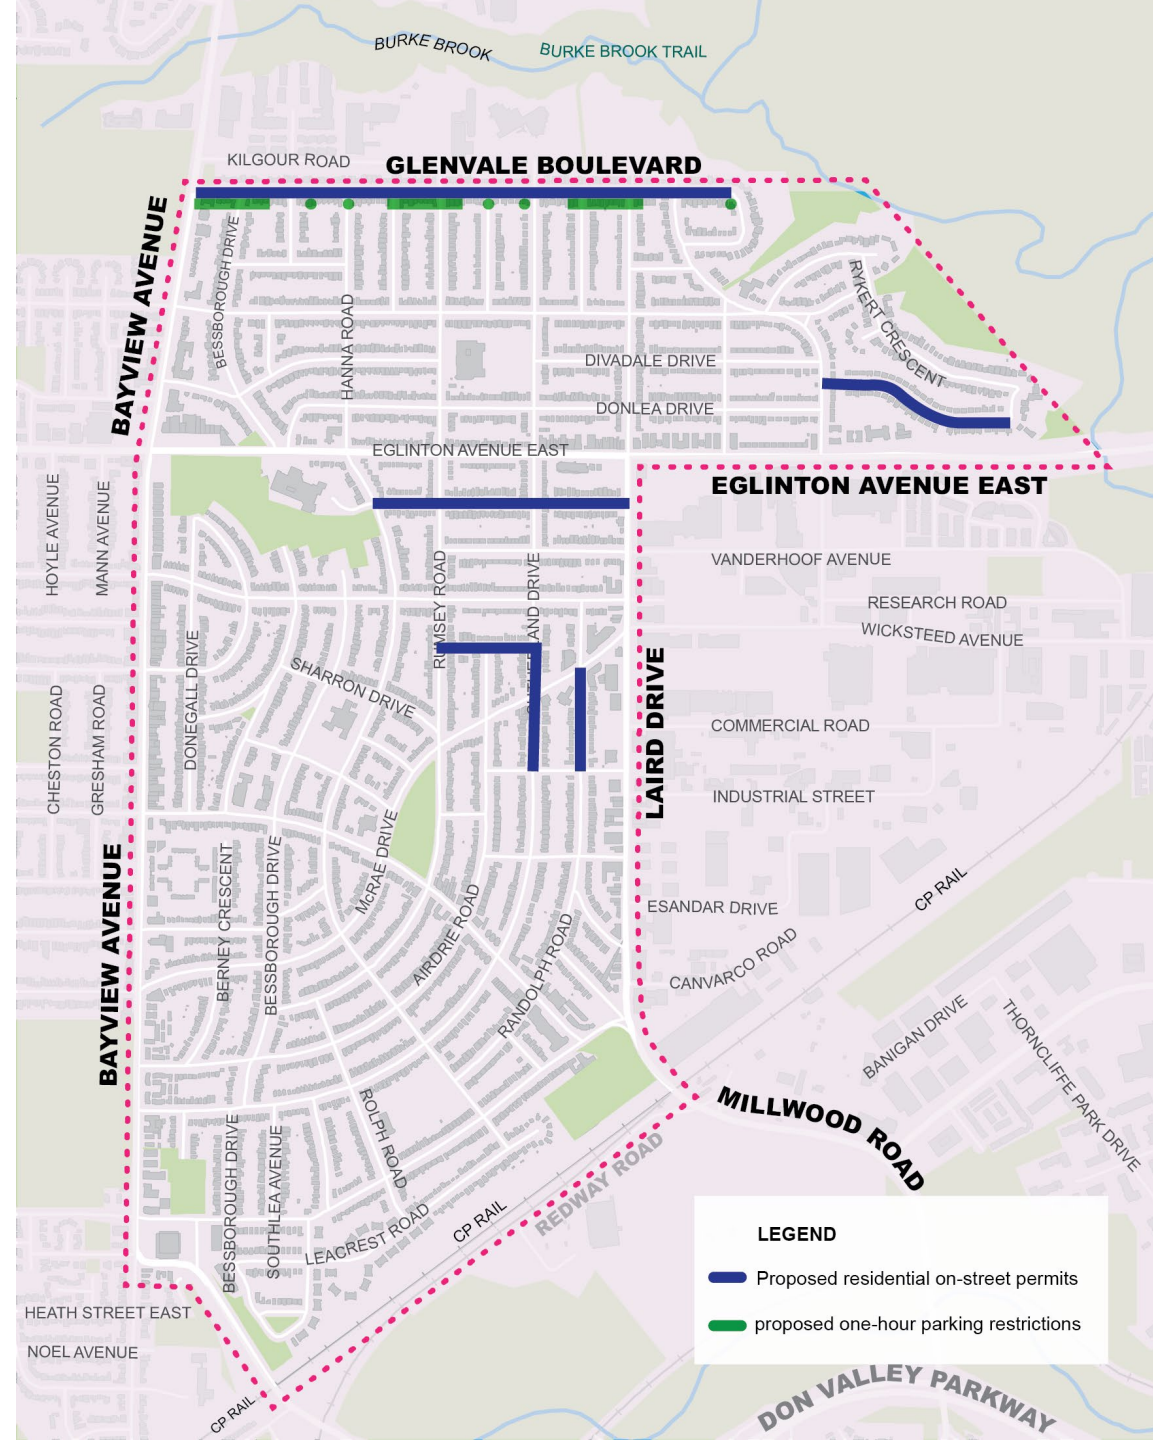 BURKE BROOK
BURKE BROOK TRAIL
KILGOUR ROAD
GLENVALE BOULEVARD
BAYVIEW AVENUE
BESSBOROUGH DRIVE
HANNA ROAD
RYKERT CRESCENT
DIVADALE DRIVE
DONLEA DRIVE
EGLINTON AVENUE EAST
EGLINTON AVENUE EAST
HOYLE AVENUE
MANN AVENUE
RUMSEY ROAD
LAND DRIVE
VANDERHOOF AVENUE
RESEARCH ROAD
WICKSTEED AVENUE
DONEGALL DRIVE
SHARRON DRIVE
LAIRD DRIVE
CHESTON ROAD
GRESHAM ROAD
COMMERCIAL ROAD
INDUSTRIAL STREET
BAYVIEW AVENUE
BERNEY CRESCENT
BESSBOROUGH DRIVE
McRAE DRIVE
AIRDRIE ROAD
RANDOLPH ROAD
ESANDAR DRIVE
CP RAIL
CANVARCO ROAD
BANIGAN DRIVE
THORNCLIFFE PARK DRIVE
MILLWOOD ROAD
ROLPH ROAD
BESSBOROUGH DRIVE
SOUTHLEA AVENUE
LEACREST ROAD
CP RAIL
REDWAY ROAD
LEGEND
Proposed residential on-street permits
proposed one-hour parking restrictions
HEATH STREET EAST
NOEL AVENUE
CP RAIL
DON VALLEY PARKWAY